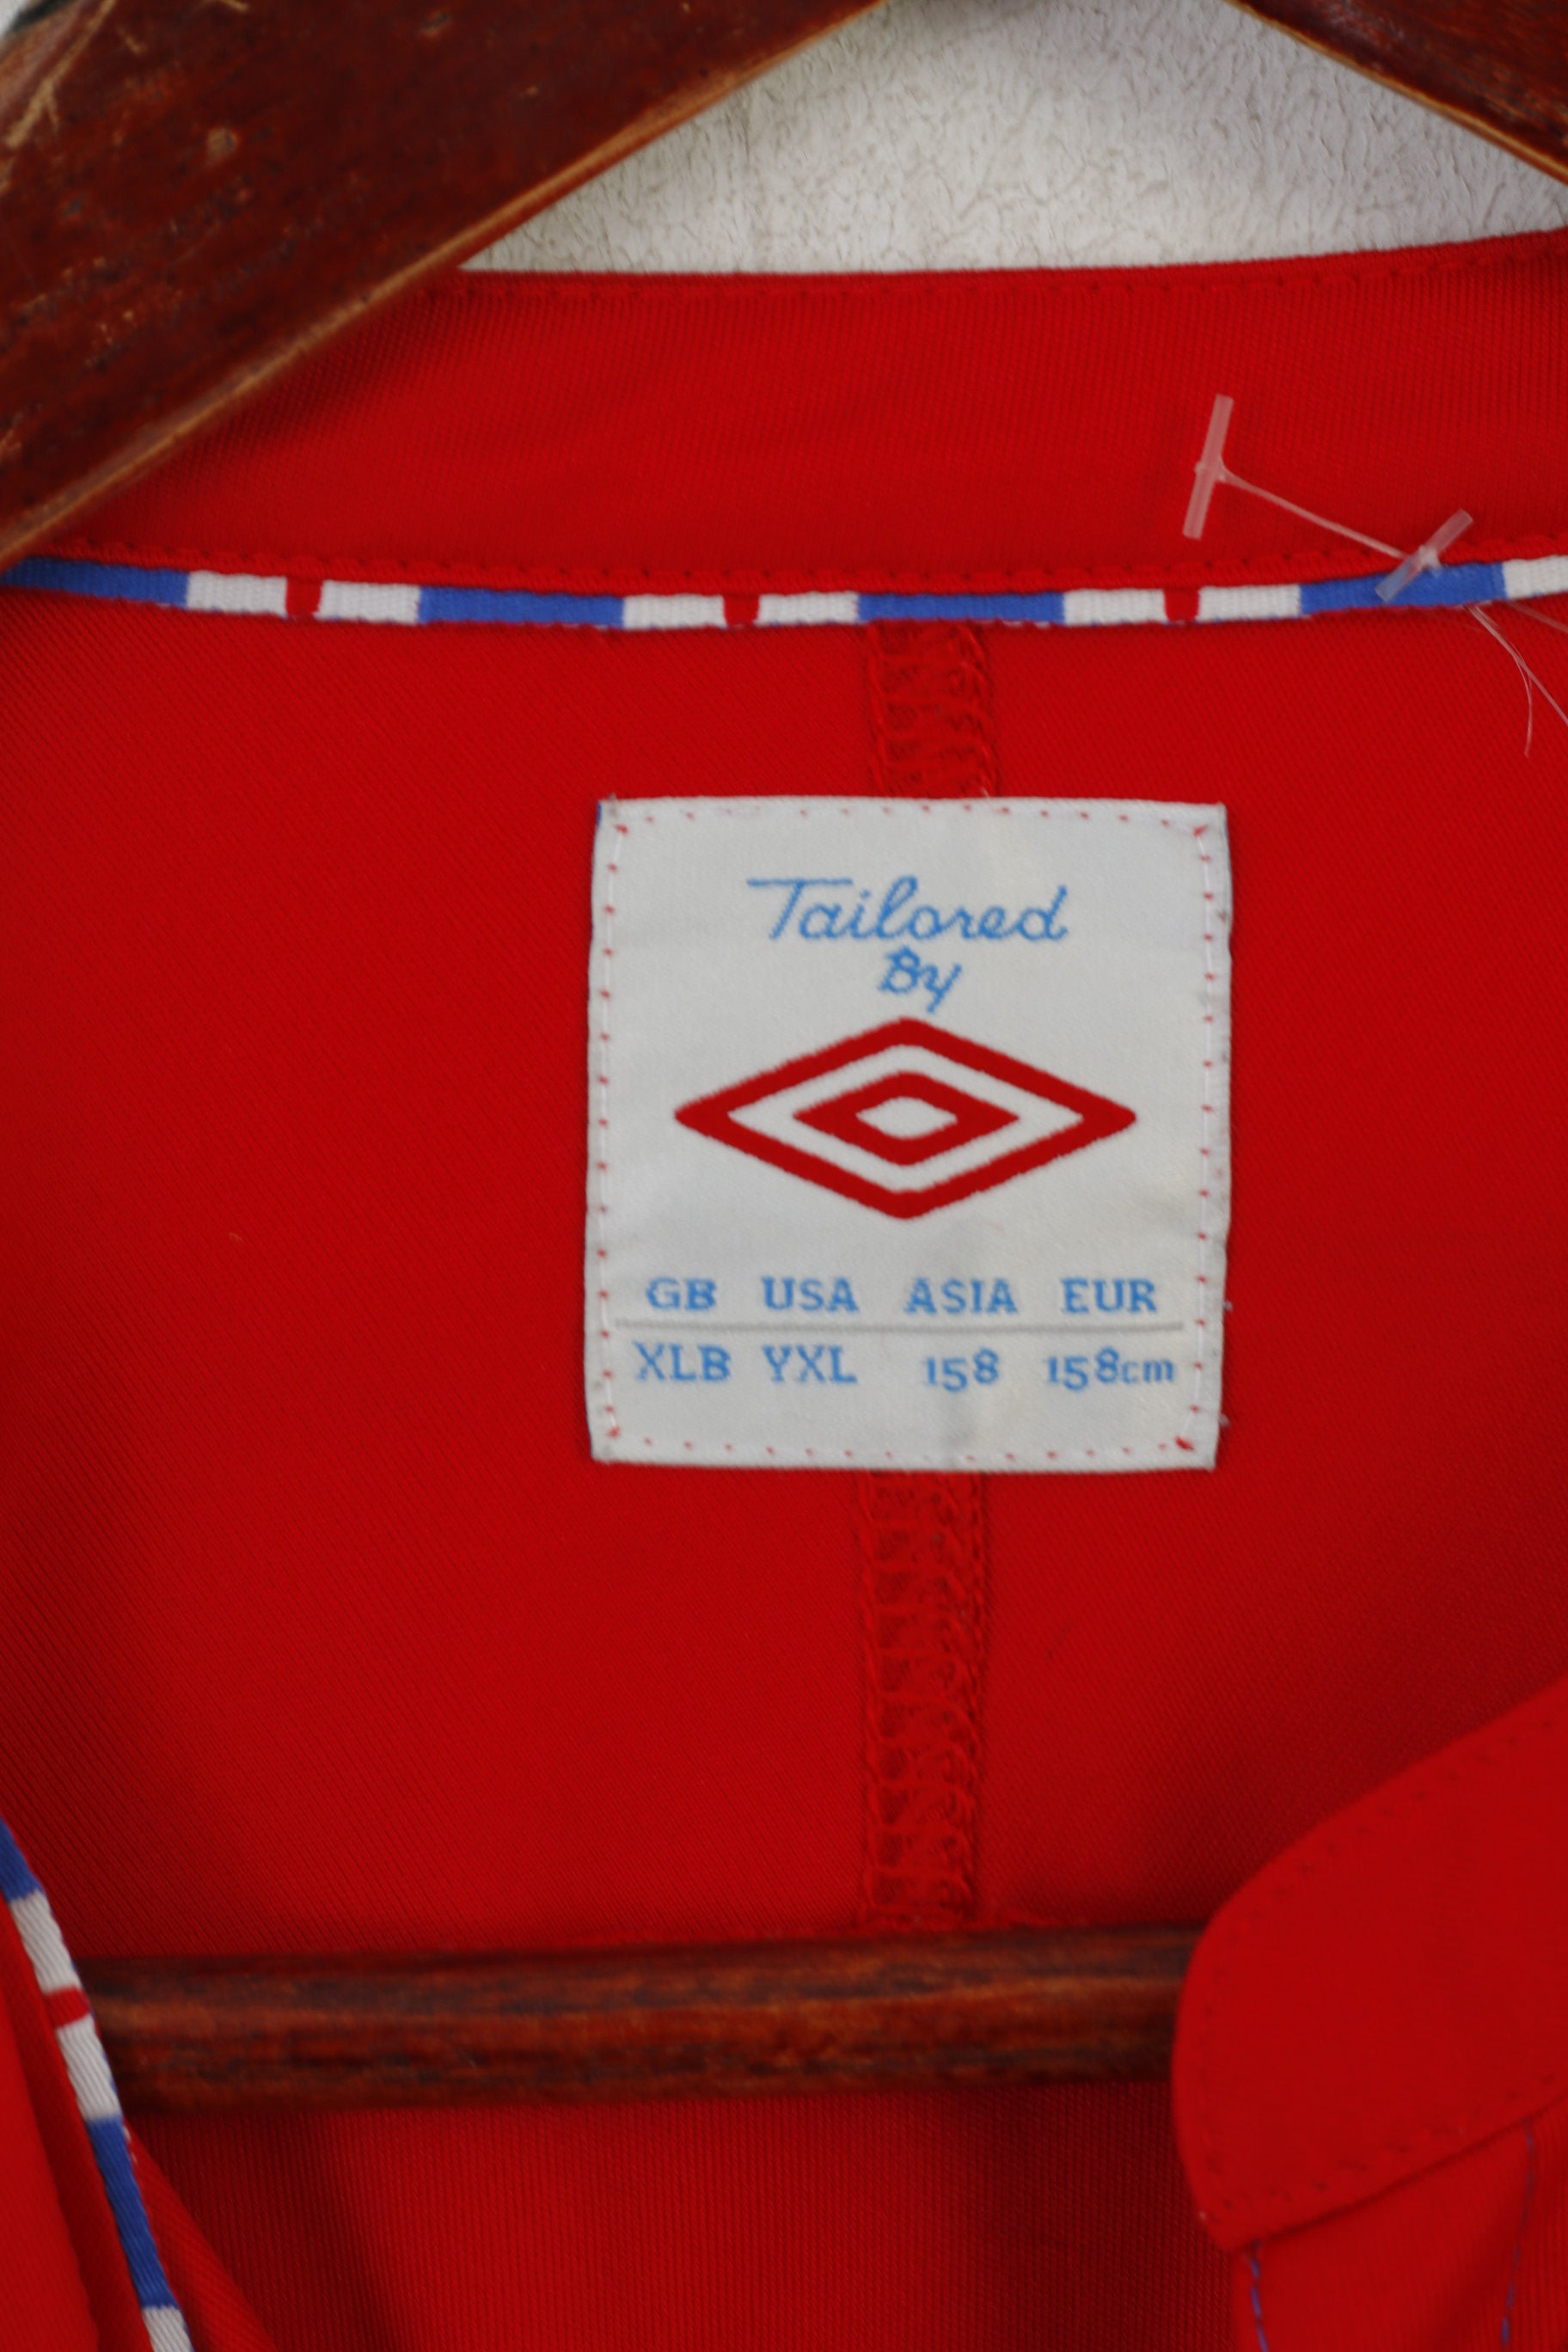 Tailored
By
GB USA ASIA EUR
XLB YXL 158 158cm